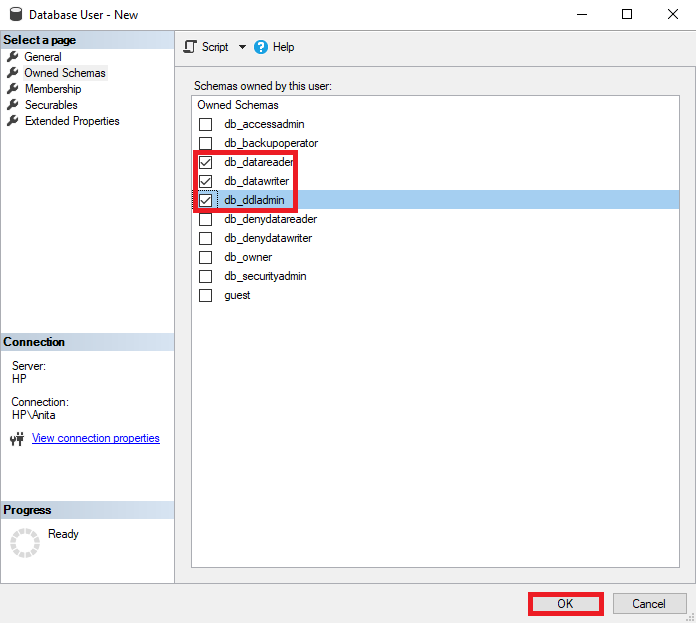 Database User - New
Select a page
General
Owned Schemas
Membership
Securables
Extended Properties
Script
Help
Schemas owned by this user:
Owned Schemas
db_accessadmin
db_backupoperator
db_datareader
db_datawriter
db_ddladmin
db_denydatareader
db_denydatawriter
db_owner
db_securityadmin
guest
Connection
Server:
HP
Connection:
HP\Anita
View connection properties
Progress
Ready
OK
Cancel